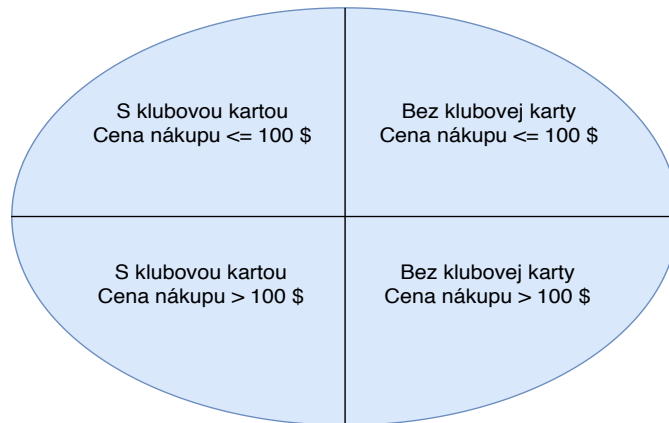 S klubovou kartou
Cena nákupu <= 100 $
Bez klubovej karty
Cena nákupu <= 100 $
S klubovou kartou
Cena nákupu > 100 $
Bez klubovej karty
Cena nákupu > 100 $